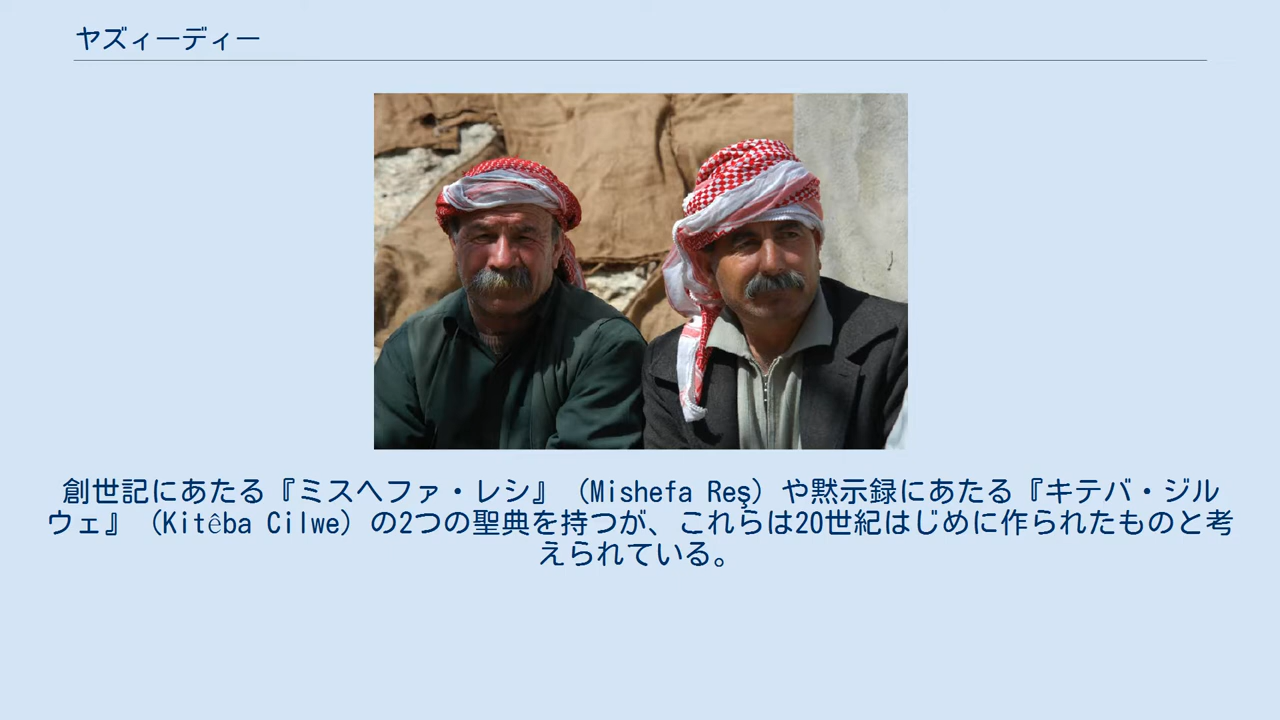 ヤズィーディー
創世記にあたる『ミスヘファ・レシ』（Mishefa Reş）や黙示録にあたる『キテバ・ジル
ウェ』（Kitêba Cilwe）の2つの聖典を持つが、これらは20世紀はじめに作られたものと考
えられている。